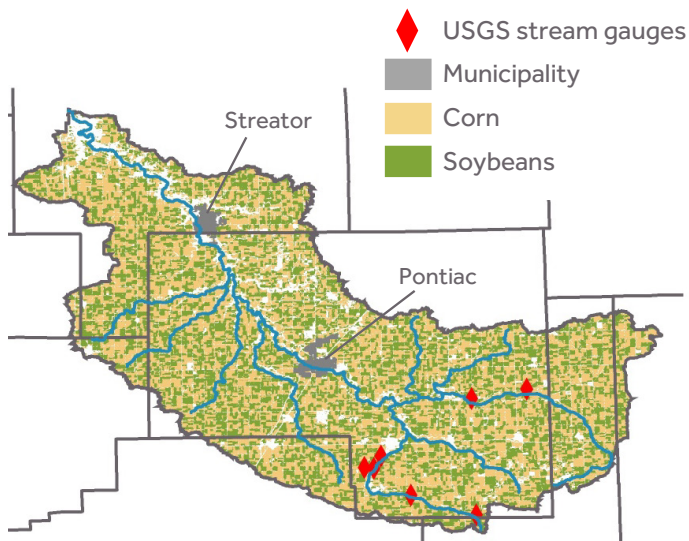 USGS stream gauges
Municipality
Corn
Soybeans
Streator
Pontiac